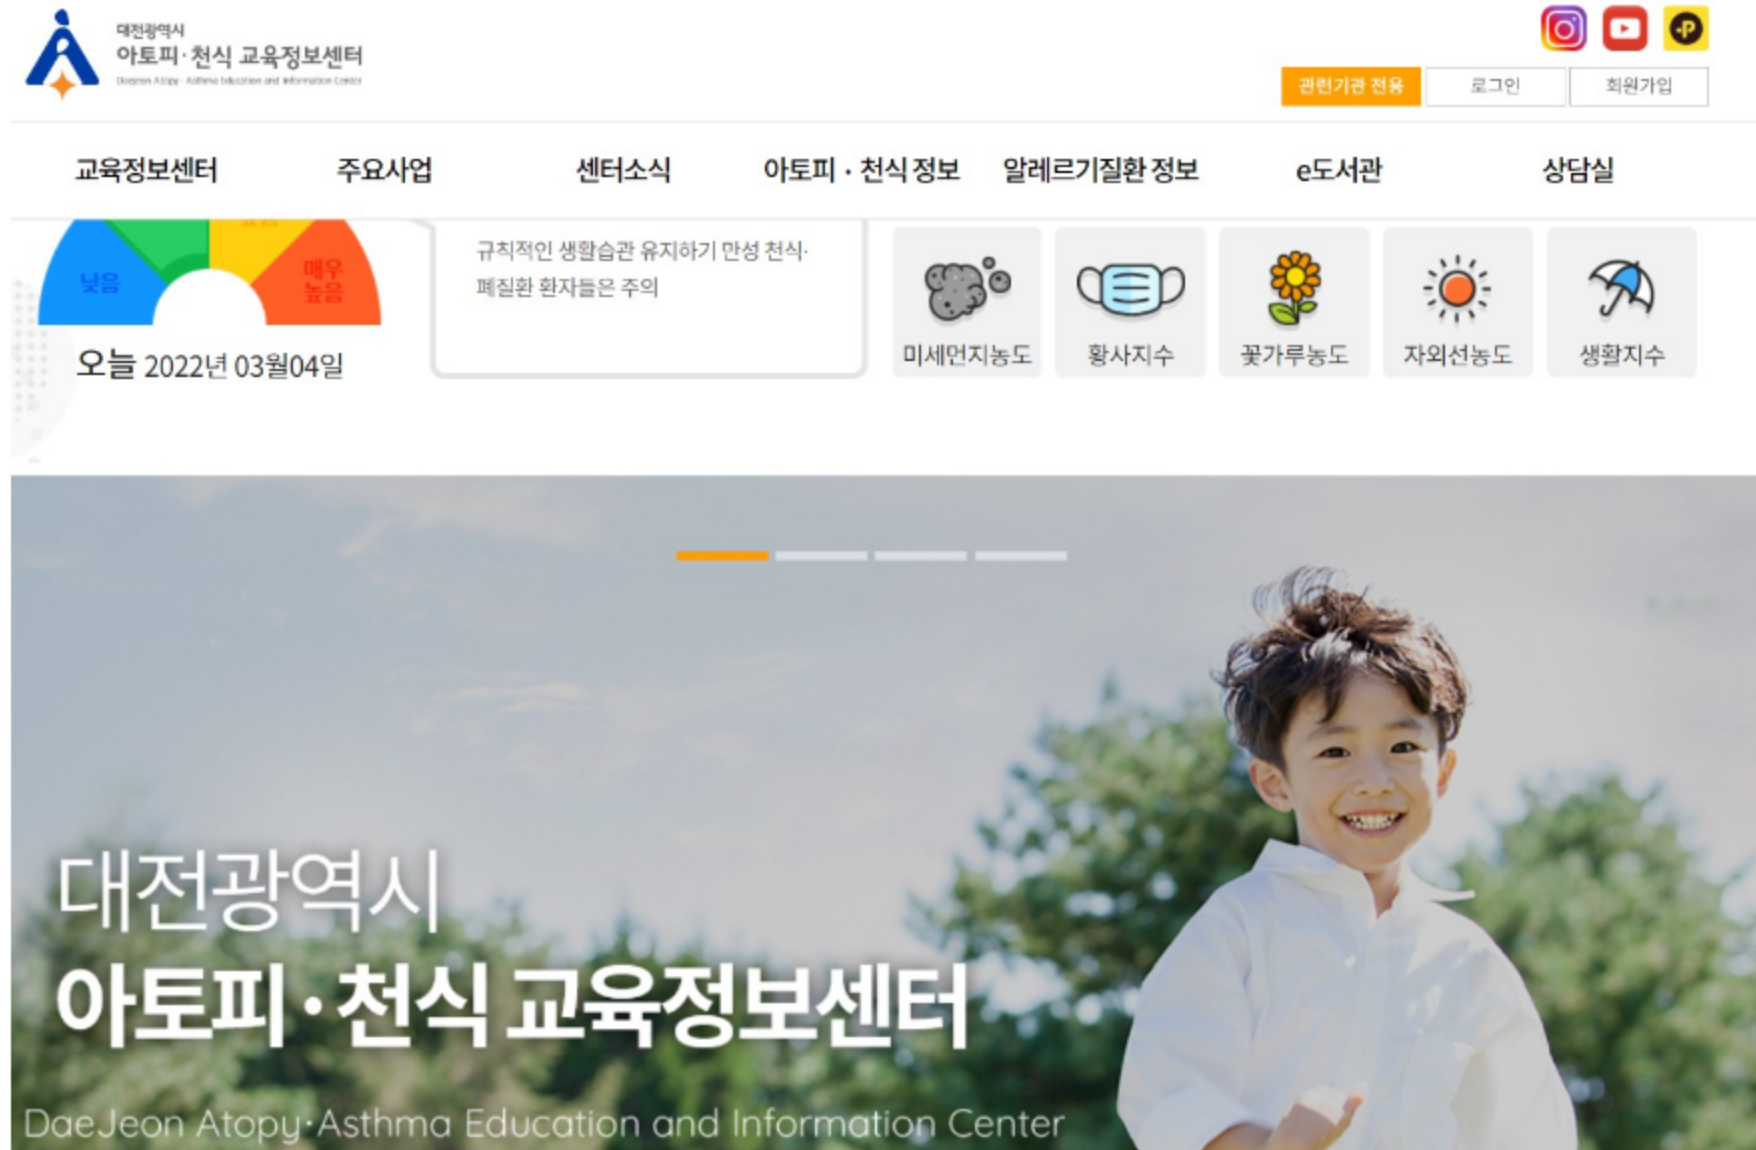 대전광역시
아토피·천식 교육정보센터
Daejeon Atopy · Asthma Education and Information Center
관련기관 전용
로그인
회원가입
교육정보센터
주요사업
센터소식
아토피 · 천식 정보
알레르기질환 정보
e도서관
상담실
낮음
매우
높음
오늘 2022년 03월04일
규칙적인 생활습관 유지하기 만성 천식·
폐질환 환자들은 주의
미세먼지농도
황사지수
꽃가루농도
자외선농도
생활지수
대전광역시
아토피·천식 교육정보센터
DaeJeon Atopy·Asthma Education and Information Center